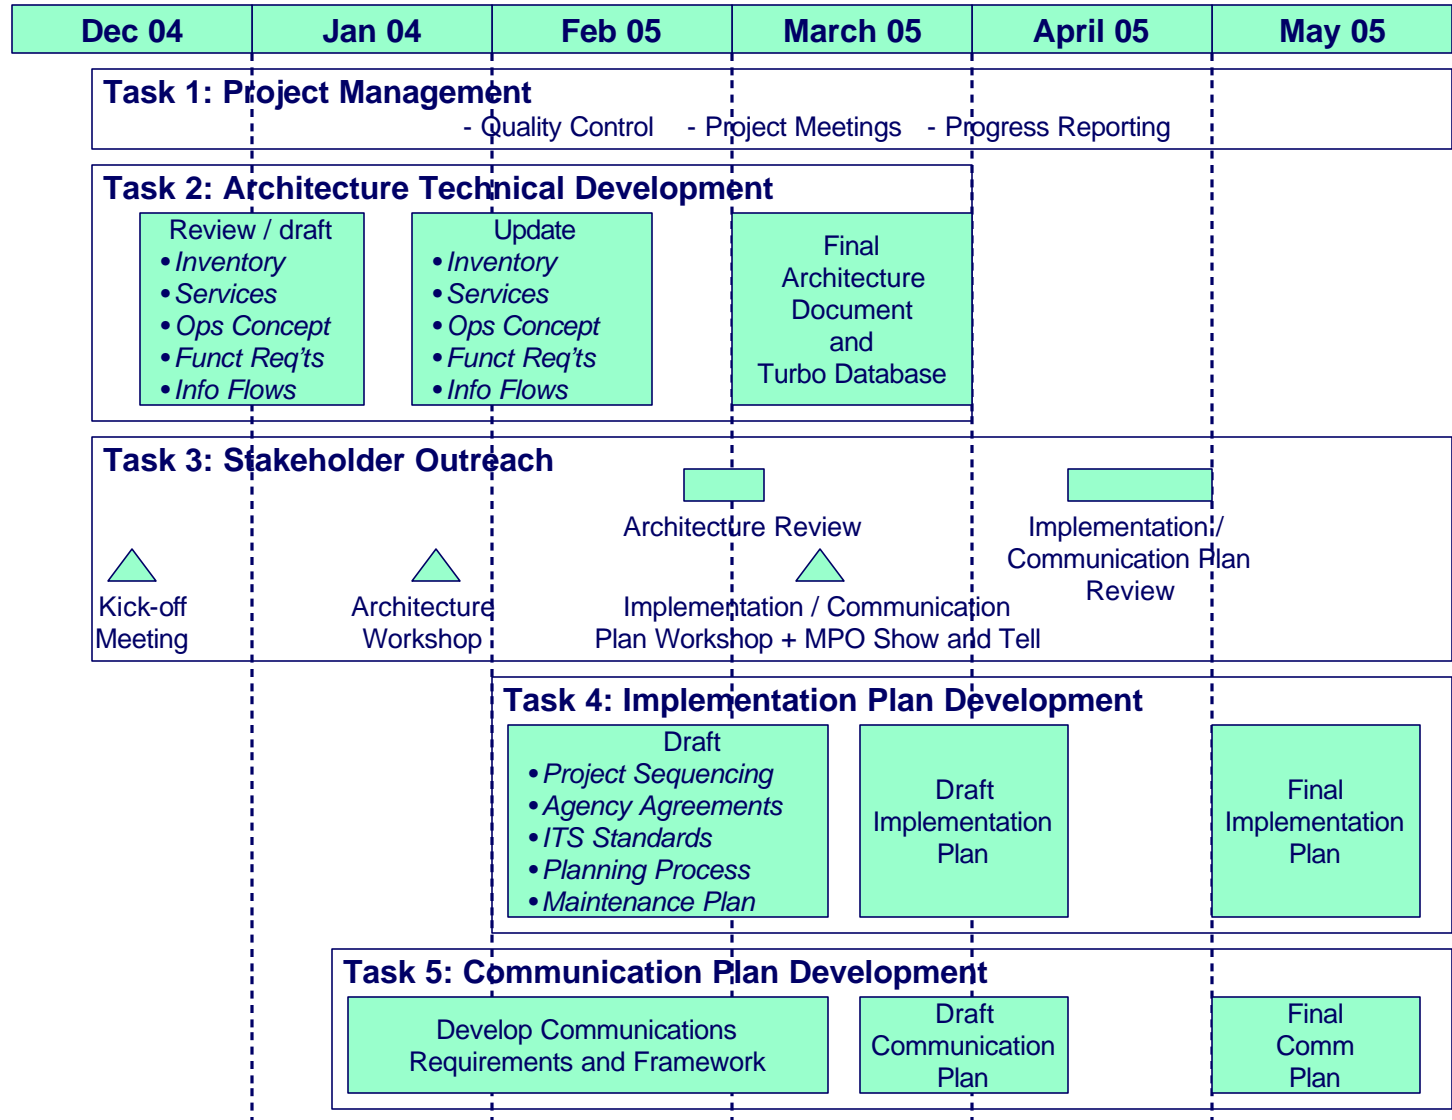 Dec 04
Jan 04
Feb 05
March 05
April 05
May 05
Task 1: Project Management
- Quality Control - Project Meetings - Progress Reporting
Task 2: Architecture Technical Development
Review / draft
• Inventory
• Services
• Ops Concept
• Funct Req’ts
• Info Flows
Update
• Inventory
• Services
• Ops Concept
• Funct Req’ts
• Info Flows
Final
Architecture
Document
and
Turbo Database
Task 3: Stakeholder Outreach
Architecture Review
Implementation /
Communication Plan
Review
Kick-off
Meeting
Architecture
Workshop
Implementation / Communication
Plan Workshop + MPO Show and Tell
Task 4: Implementation Plan Development
Draft
• Project Sequencing
• Agency Agreements
• ITS Standards
• Planning Process
• Maintenance Plan
Draft
Implementation
Plan
Final
Implementation
Plan
Task 5: Communication Plan Development
Develop Communications
Requirements and Framework
Draft
Communication
Plan
Final
Comm
Plan